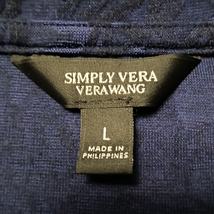 SIMPLY VERA
VERAWANG
L
MADE IN
PHILIPPINES